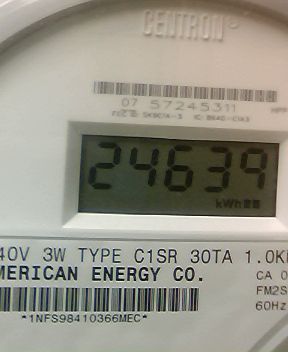 CENTRON
07 57245311
24639
kWh
40V 3W TYPE C1SR 30TA 1.0K
MERICAN ENERGY CO.
CA 0
FM2S
60Hz
*1NFS98410366MEC*